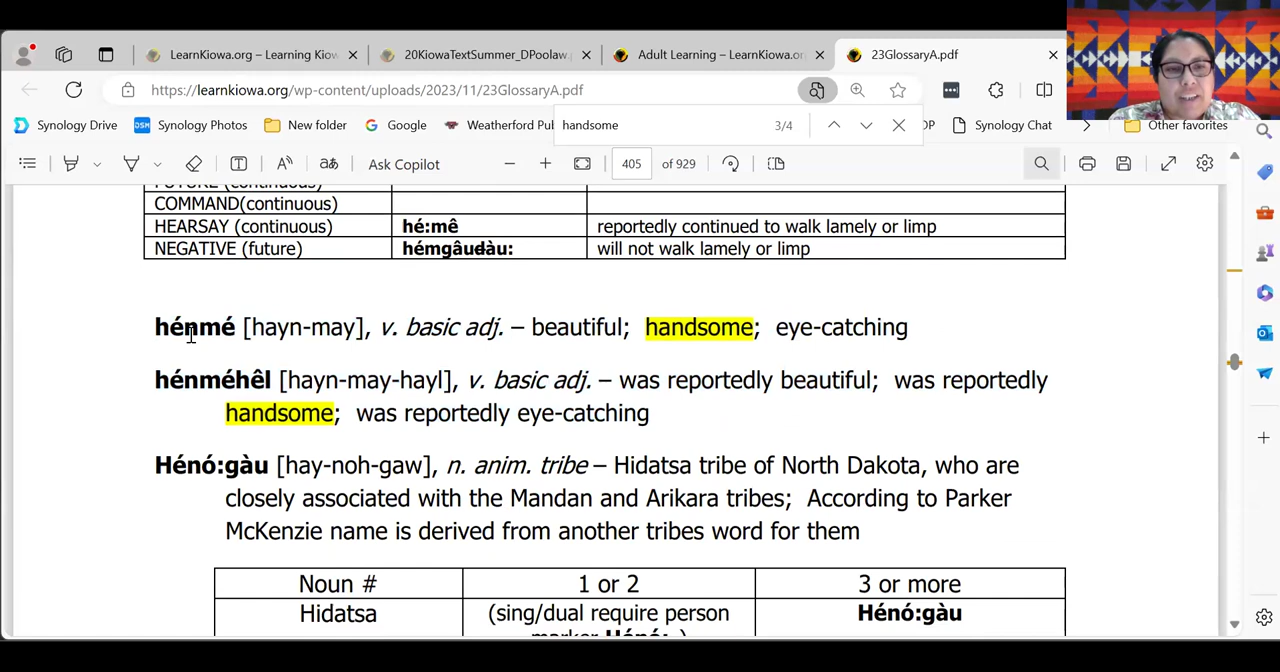 LearnKiowa.org – Learning Kiow
20KiowaTextSummer_DPoolaw.p
Adult Learning – LearnKiowa.or
23GlossaryA.pdf
https://learnkiowa.org/wp-content/uploads/2023/11/23GlossaryA.pdf
Synology Drive
DSM Synology Photos
New folder
Google
Weatherford Pub
handsome 3/4
OP
Synology Chat
Other favorites
Ask Copilot
405 of 929
COMMAND(continuous)
HEARSAY (continuous) hé:mê reportedly continued to walk lamely or limp
NEGATIVE (future) hémgâu<s>d</s>àu: will not walk lamely or limp
hénmé [hayn-may], v. basic adj. – beautiful; handsome; eye-catching
hénméhêl [hayn-may-hayl], v. basic adj. – was reportedly beautiful; was reportedly
handsome; was reportedly eye-catching
Hénó:gàu [hay-noh-gaw], n. anim. tribe – Hidatsa tribe of North Dakota, who are
closely associated with the Mandan and Arikara tribes; According to Parker
McKenzie name is derived from another tribes word for them
Noun # 1 or 2 3 or more
Hidatsa (sing/dual require person Hénó:gàu